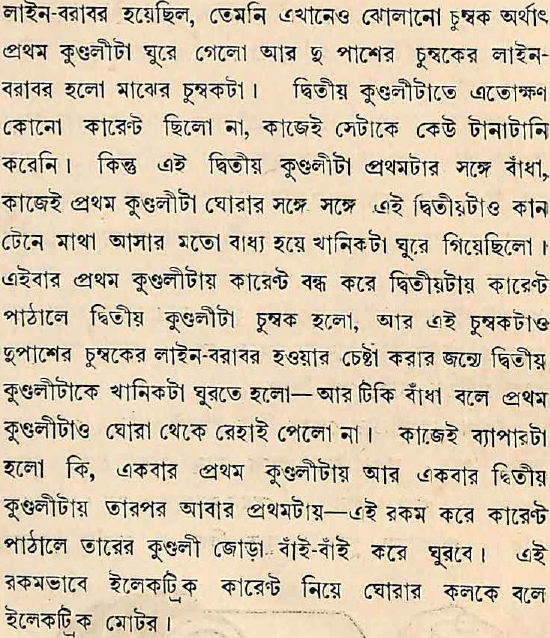 লাইন-বরাবর হয়েছিল, তেমনি এখানেও ঝোলানো চুম্বক অর্থাৎ
প্রথম কুণ্ডলীটা ঘুরে গেলো আর দু পাশের চুম্বকের লাইন-
বরাবর হলো মাঝের চুম্বকটা। দ্বিতীয় কুণ্ডলীটাতে এতোক্ষণ
কোনো কারেন্ট ছিলো না, কাজেই সেটাকে কেউ টানাটানি
করেনি। কিন্তু এই দ্বিতীয় কুণ্ডলীটা প্রথমটার সঙ্গে বাঁধা,
কাজেই প্রথম কুণ্ডলীটা ঘোরার সঙ্গে সঙ্গে এই দ্বিতীয়টাও কান
টেনে মাথা আসার মতো বাধ্য হয়ে খানিকটা ঘুরে গিয়েছিলো।
এইবার প্রথম কুণ্ডলীটায় কারেন্ট বন্ধ করে দ্বিতীয়টায় কারেন্ট
পাঠালে দ্বিতীয় কুণ্ডলীটা চুম্বক হলো, আর এই চুম্বকটাও
দুপাশের চুম্বকের লাইন-বরাবর হওয়ার চেষ্টা করার জন্যে দ্বিতীয়
কুণ্ডলীটাকে খানিকটা ঘুরতে হলো—আর টিকি বাঁধা বলে প্রথম
কুণ্ডলীটাও ঘোরা থেকে রেহাই পেলো না। কাজেই ব্যাপারটা
হলো কি, একবার প্রথম কুণ্ডলীটায় আর একবার দ্বিতীয়
কুণ্ডলীটায় তারপর আবার প্রথমটায়—এই রকম করে কারেন্ট
পাঠালে তারের কুণ্ডলী জোড়া বাঁই-বাঁই করে ঘুরবে। এই
রকমভাবে ইলেকট্রিক কারেন্ট নিয়ে ঘোরার কলকে বলে
ইলেকট্রিক মোটর।